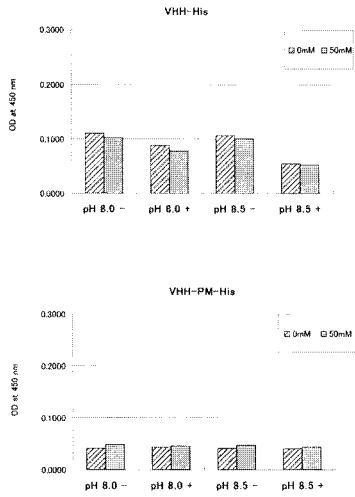 VHH-His
0.3000
0mM 50mM
0.2000
OD at 450 nm
0.1000
0.0000
pH 8.0 - pH 8.0 + pH 8.5 - pH 8.5 +
VHH-PM-His
0.3000
0mM 50mM
0.2000
OD at 450 nm
0.1000
0.0000
pH 8.0 - pH 8.0 + pH 8.5 - pH 8.5 +